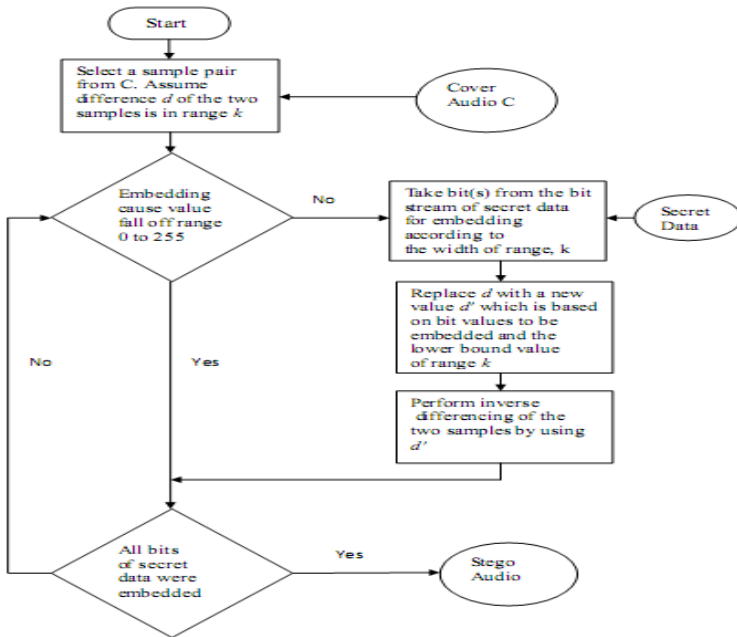 Start
Select a sample pair
from C. Assume
difference d of the two
samples is in range k
Cover
Audio C
Embedding
cause value
fall off range
0 to 255
No
Take bit(s) from the bit
stream of secret data
for embedding
according to
the width of range, k
Secret
Data
Replace d with a new
value d' which is based
on bit values to be
embedded and the
lower bound value
of range k
No
Yes
Perform inverse
differencing of the
two samples by using
d'
All bits
of secret
data were
embedded
Yes
Stego
Audio